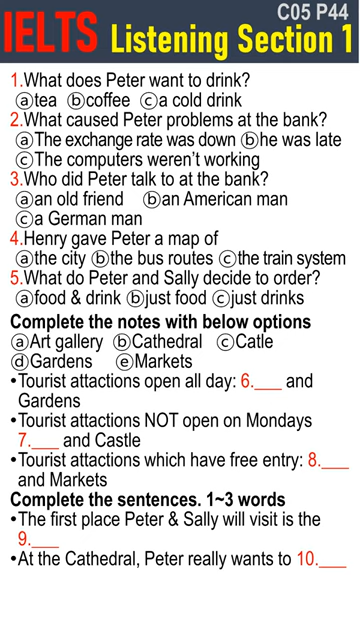 C05 P44
IELTS Listening Section 1
1.What does Peter want to drink?
ⓐtea ⓑcoffee ⓒa cold drink
2.What caused Peter problems at the bank?
ⓐThe exchange rate was down ⓑhe was late
ⓒThe computers weren't working
3.Who did Peter talk to at the bank?
ⓐan old friend ⓑan American man
ⓒa German man
4.Henry gave Peter a map of
ⓐthe city ⓑthe bus routes ⓒthe train system
5.What do Peter and Sally decide to order?
ⓐfood & drink ⓑjust food ⓒjust drinks
Complete the notes with below options
ⓐArt gallery ⓑCathedral ⓒCatle
ⓓGardens ⓔMarkets
•Tourist attactions open all day: 6.___ and
Gardens
•Tourist attactions NOT open on Mondays
7.___ and Castle
•Tourist attactions which have free entry: 8.___
and Markets
Complete the sentences. 1~3 words
•The first place Peter & Sally will visit is the
9.___
•At the Cathedral, Peter really wants to 10.___